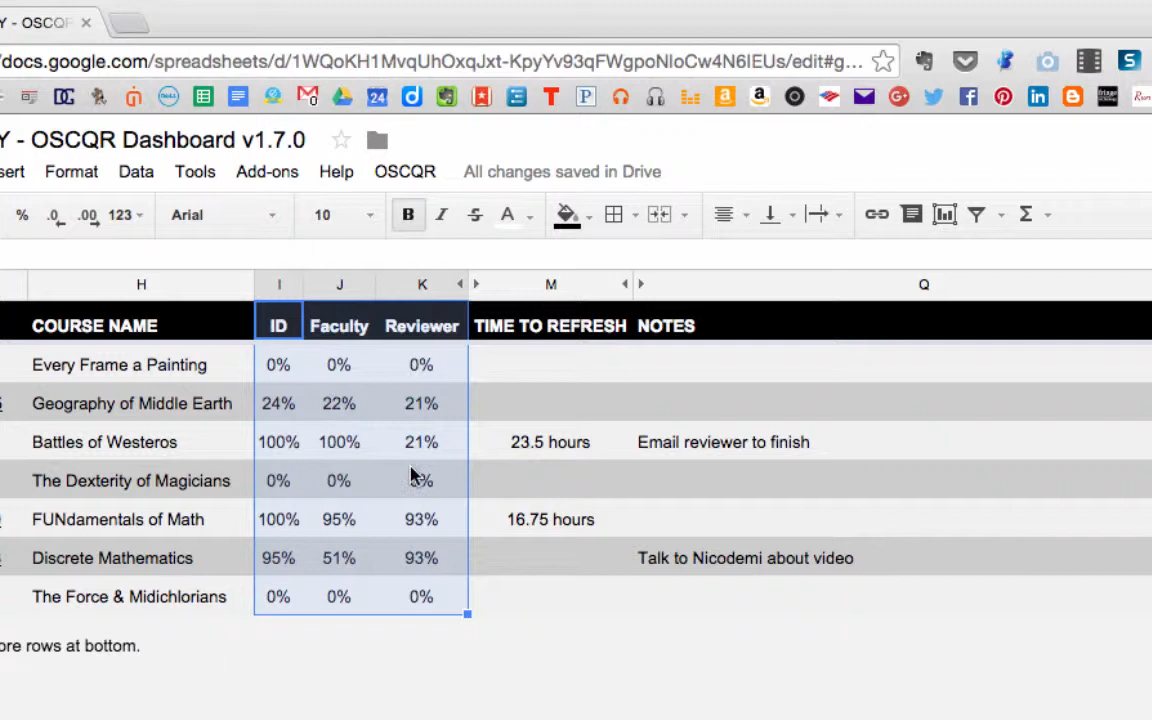 Y - OSCQR
/docs.google.com/spreadsheets/d/1WQoKH1MvqUhOxqJxt-KpyYv93qFWgpoNloCw4N6lEUs/edit#g...
Y - OSCQR Dashboard v1.7.0
sert Format Data Tools Add-ons Help OSCQR All changes saved in Drive
% .0 .00 123 Arial 10 B I S A Σ
H I J K M Q
COURSE NAME ID Faculty Reviewer TIME TO REFRESH NOTES
Every Frame a Painting 0% 0% 0%
Geography of Middle Earth 24% 22% 21%
Battles of Westeros 100% 100% 21% 23.5 hours Email reviewer to finish
The Dexterity of Magicians 0% 0% %
FUNdamentals of Math 100% 95% 93% 16.75 hours
Discrete Mathematics 95% 51% 93% Talk to Nicodemi about video
The Force & Midichlorians 0% 0% 0%
ore rows at bottom.